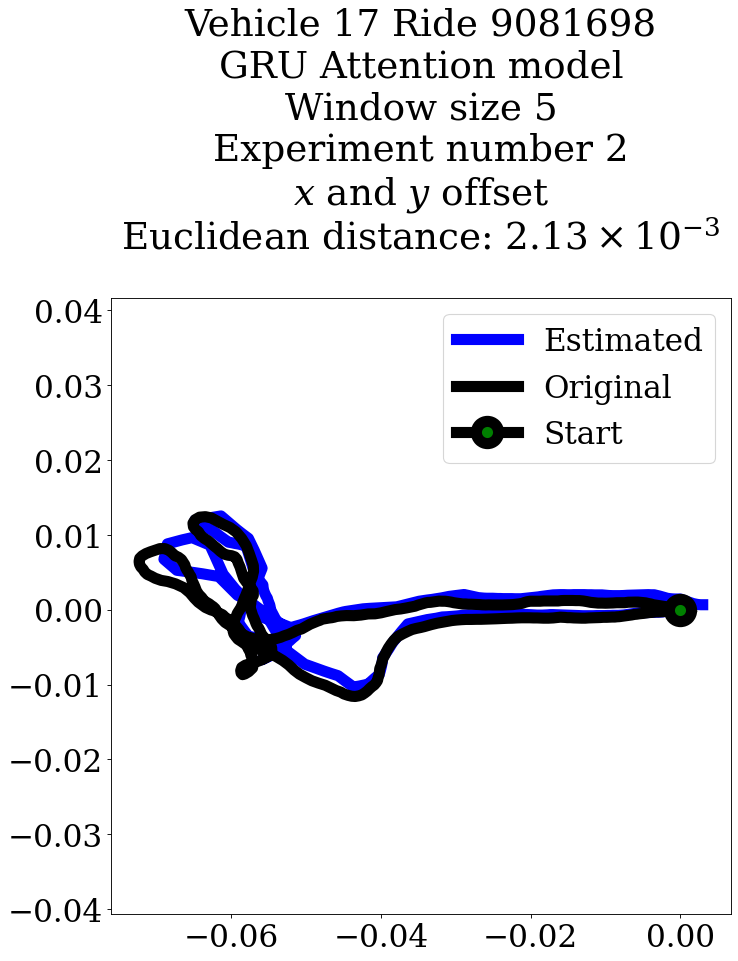 Vehicle 17 Ride 9081698
GRU Attention model
Window size 5
Experiment number 2
x and y offset
Euclidean distance: 2.13 × 10⁻³
Estimated
Original
Start
0.04
0.03
0.02
0.01
0.00
−0.01
−0.02
−0.03
−0.04
−0.06 −0.04 −0.02 0.00